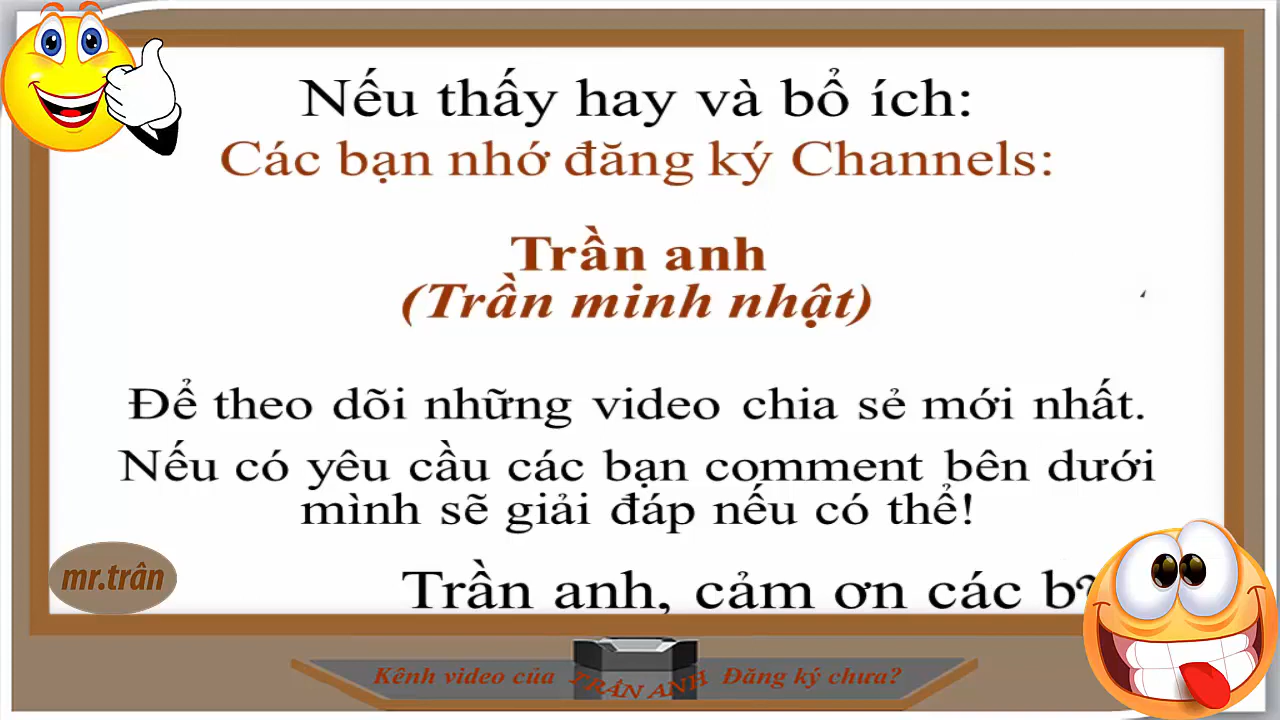 Nếu thấy hay và bổ ích:
Các bạn nhớ đăng ký Channels:
Trần anh
(Trần minh nhật)
Để theo dõi những video chia sẻ mới nhất.
Nếu có yêu cầu các bạn comment bên dưới
mình sẽ giải đáp nếu có thể!
mr.trân
Trần anh, cảm ơn các
Kênh video của TRẦN ANH Đăng ký chưa?